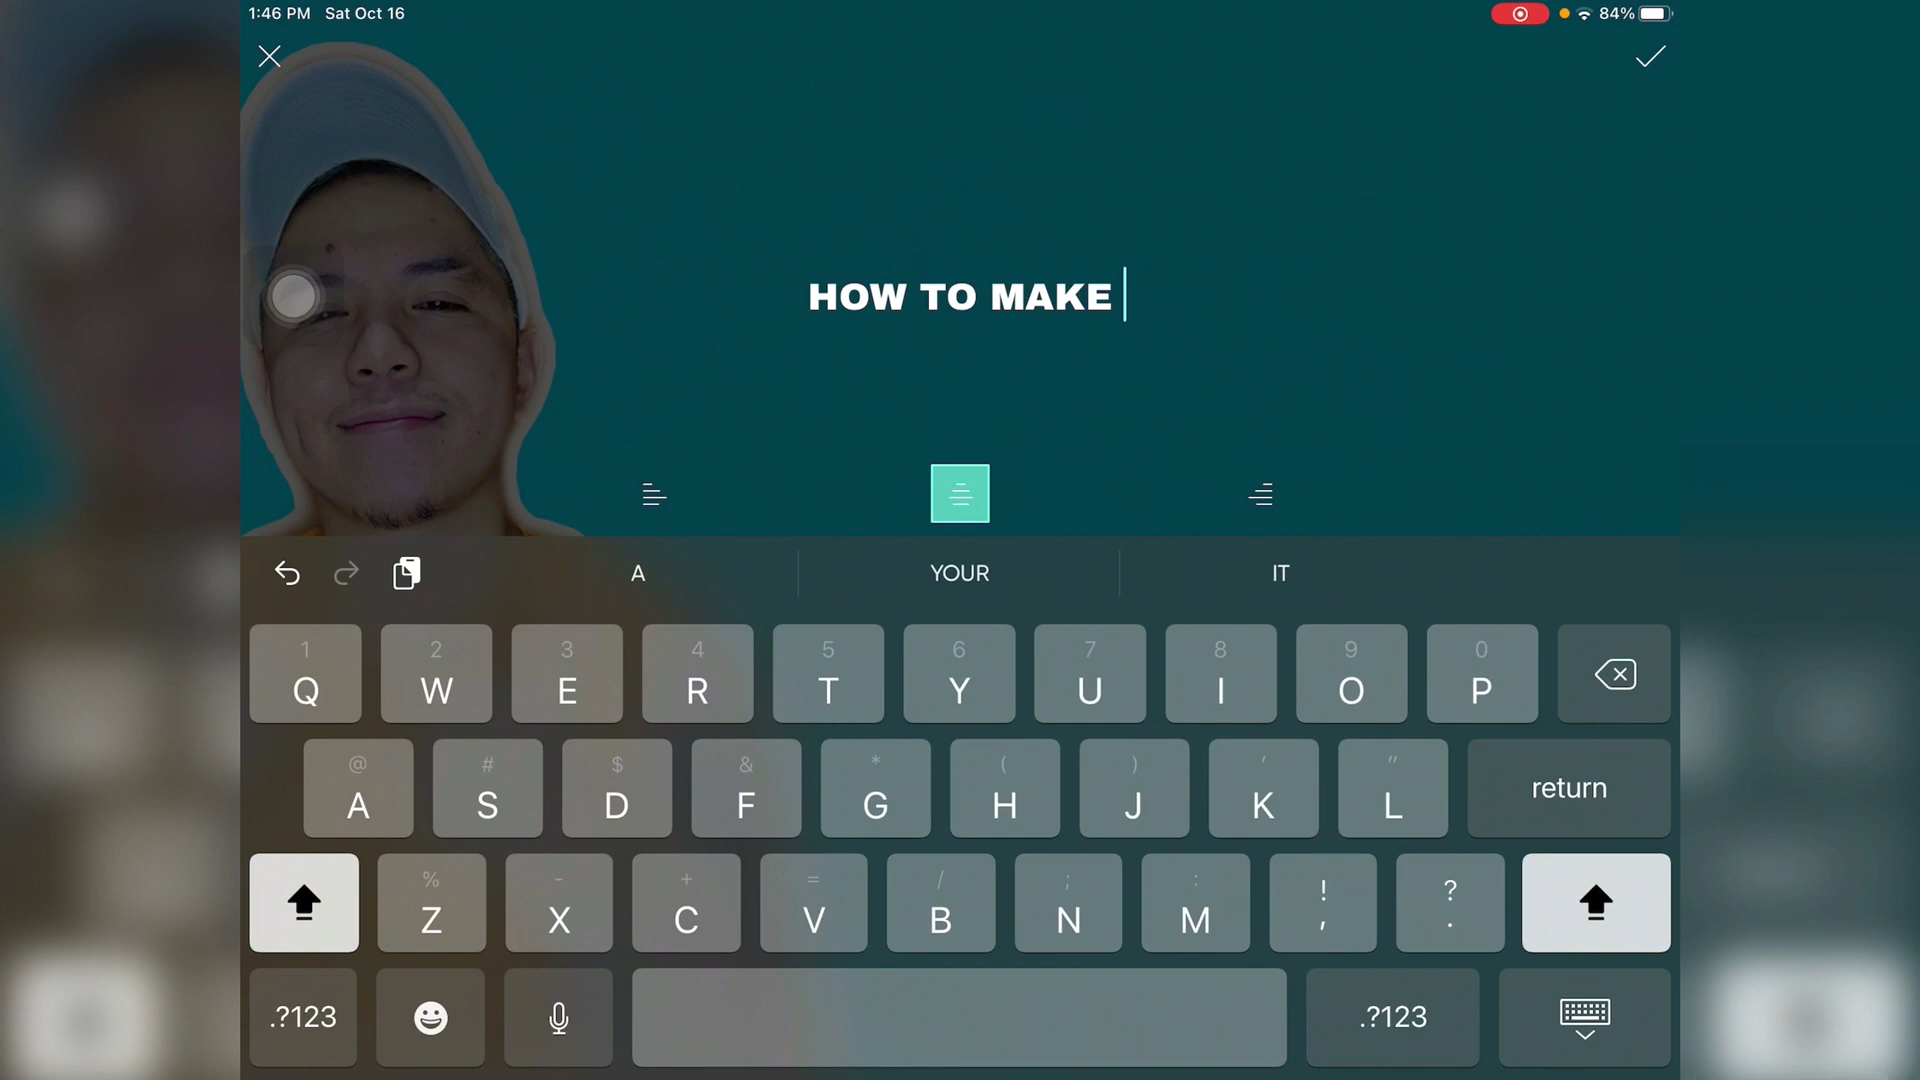 1:46 PM Sat Oct 16 84%
HOW TO MAKE
A YOUR IT
1 2 3 4 5 6 7 8 9 0
Q W E R T Y U I O P
@ # $ & * ( ) ' "
A S D F G H J K L return
% - + = / ; : ! ?
Z X C V B N M , .
.?123 .?123